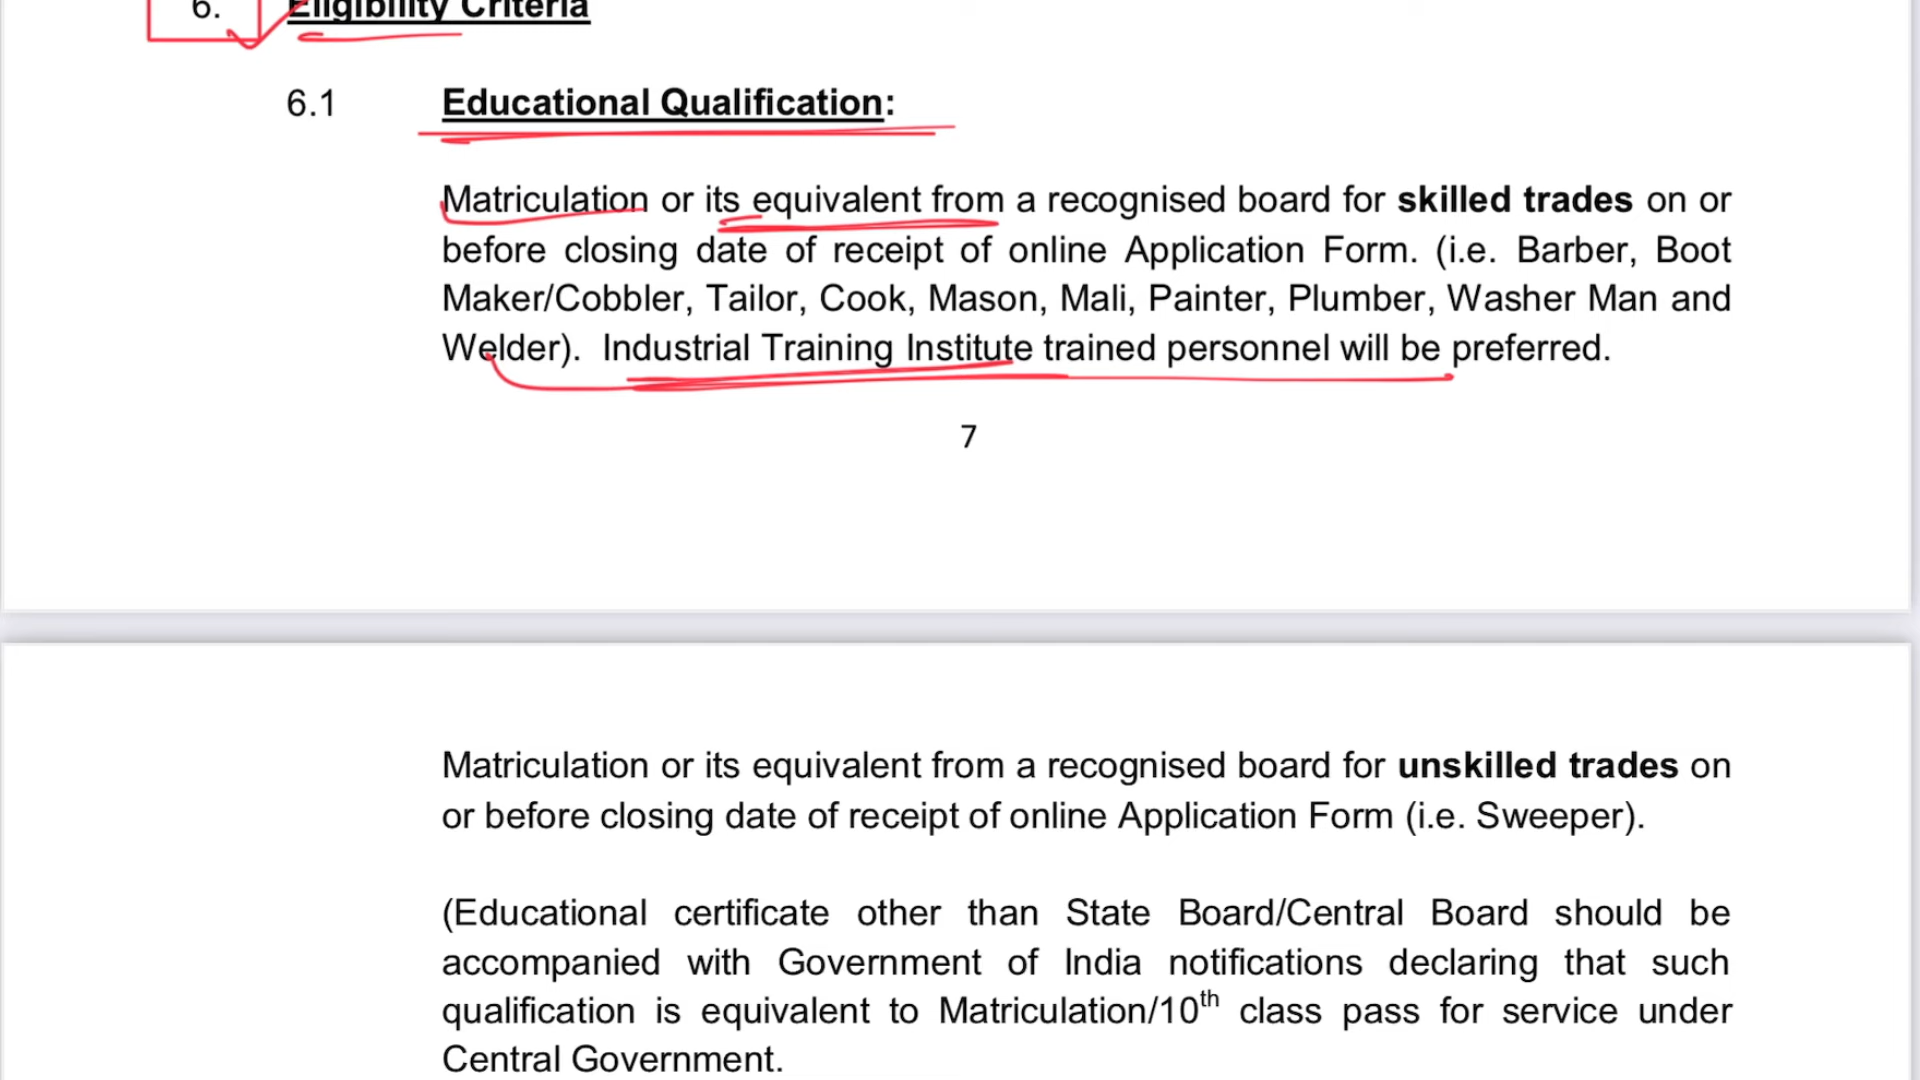 6. Eligibility Criteria
6.1 Educational Qualification:
Matriculation or its equivalent from a recognised board for skilled trades on or
before closing date of receipt of online Application Form. (i.e. Barber, Boot
Maker/Cobbler, Tailor, Cook, Mason, Mali, Painter, Plumber, Washer Man and
Welder). Industrial Training Institute trained personnel will be preferred.
7
Matriculation or its equivalent from a recognised board for unskilled trades on
or before closing date of receipt of online Application Form (i.e. Sweeper).
(Educational certificate other than State Board/Central Board should be
accompanied with Government of India notifications declaring that such
qualification is equivalent to Matriculation/10th class pass for service under
Central Government.